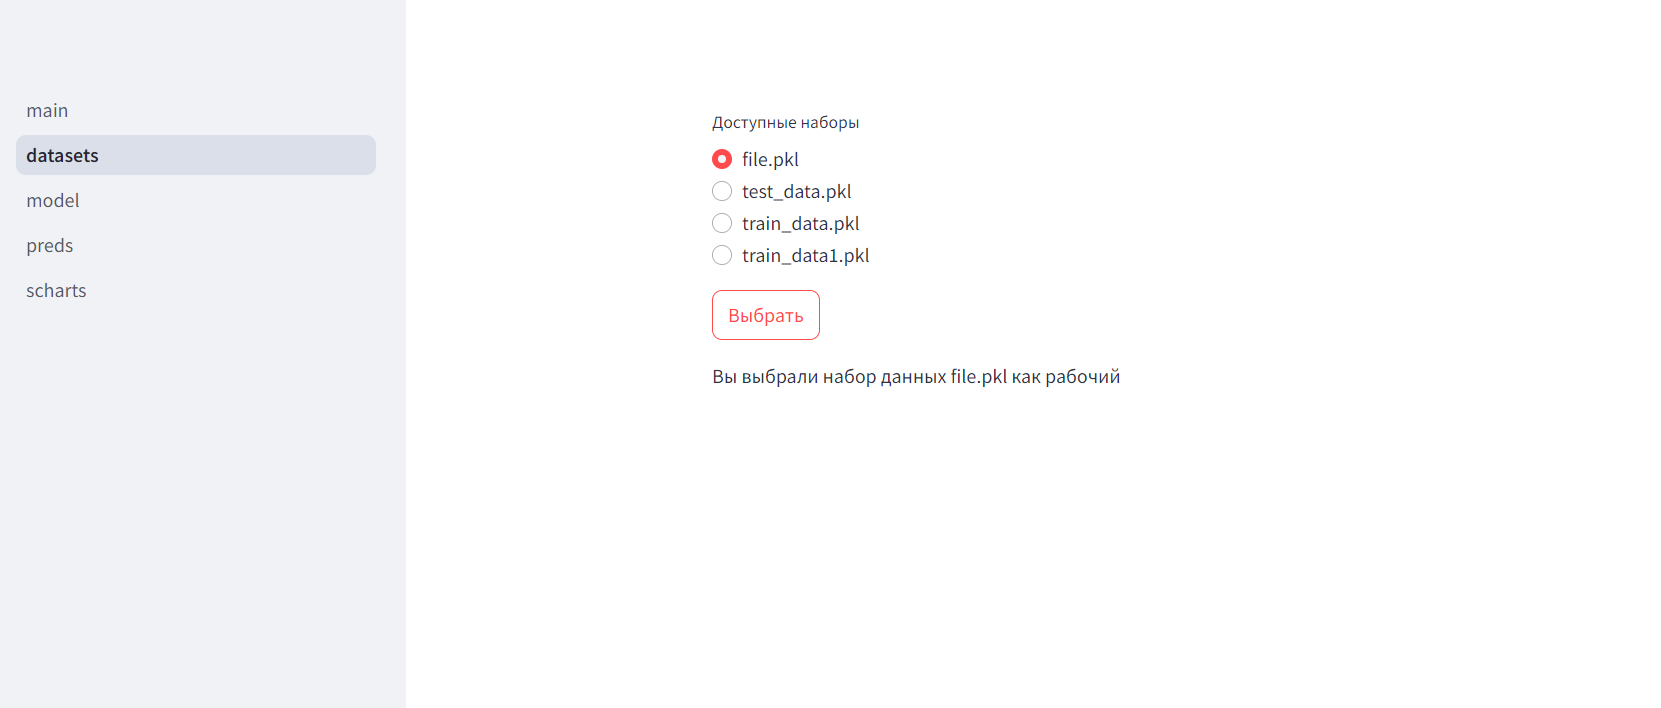 main
datasets
model
preds
scharts
Доступные наборы
file.pkl
test_data.pkl
train_data.pkl
train_data1.pkl
Выбрать
Вы выбрали набор данных file.pkl как рабочий